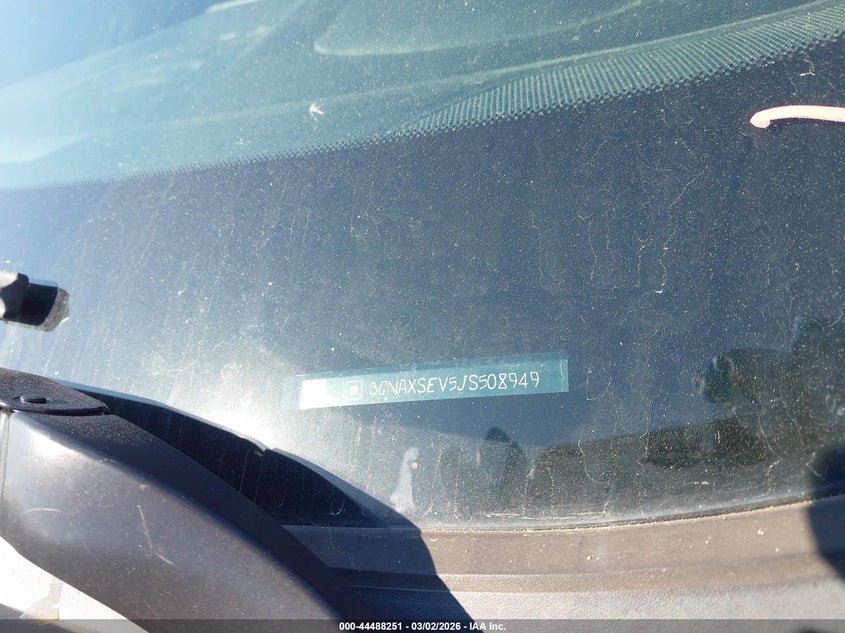 3GNAXSEV5JS508949
000-44488251 - 03/02/2026 - IAA Inc.